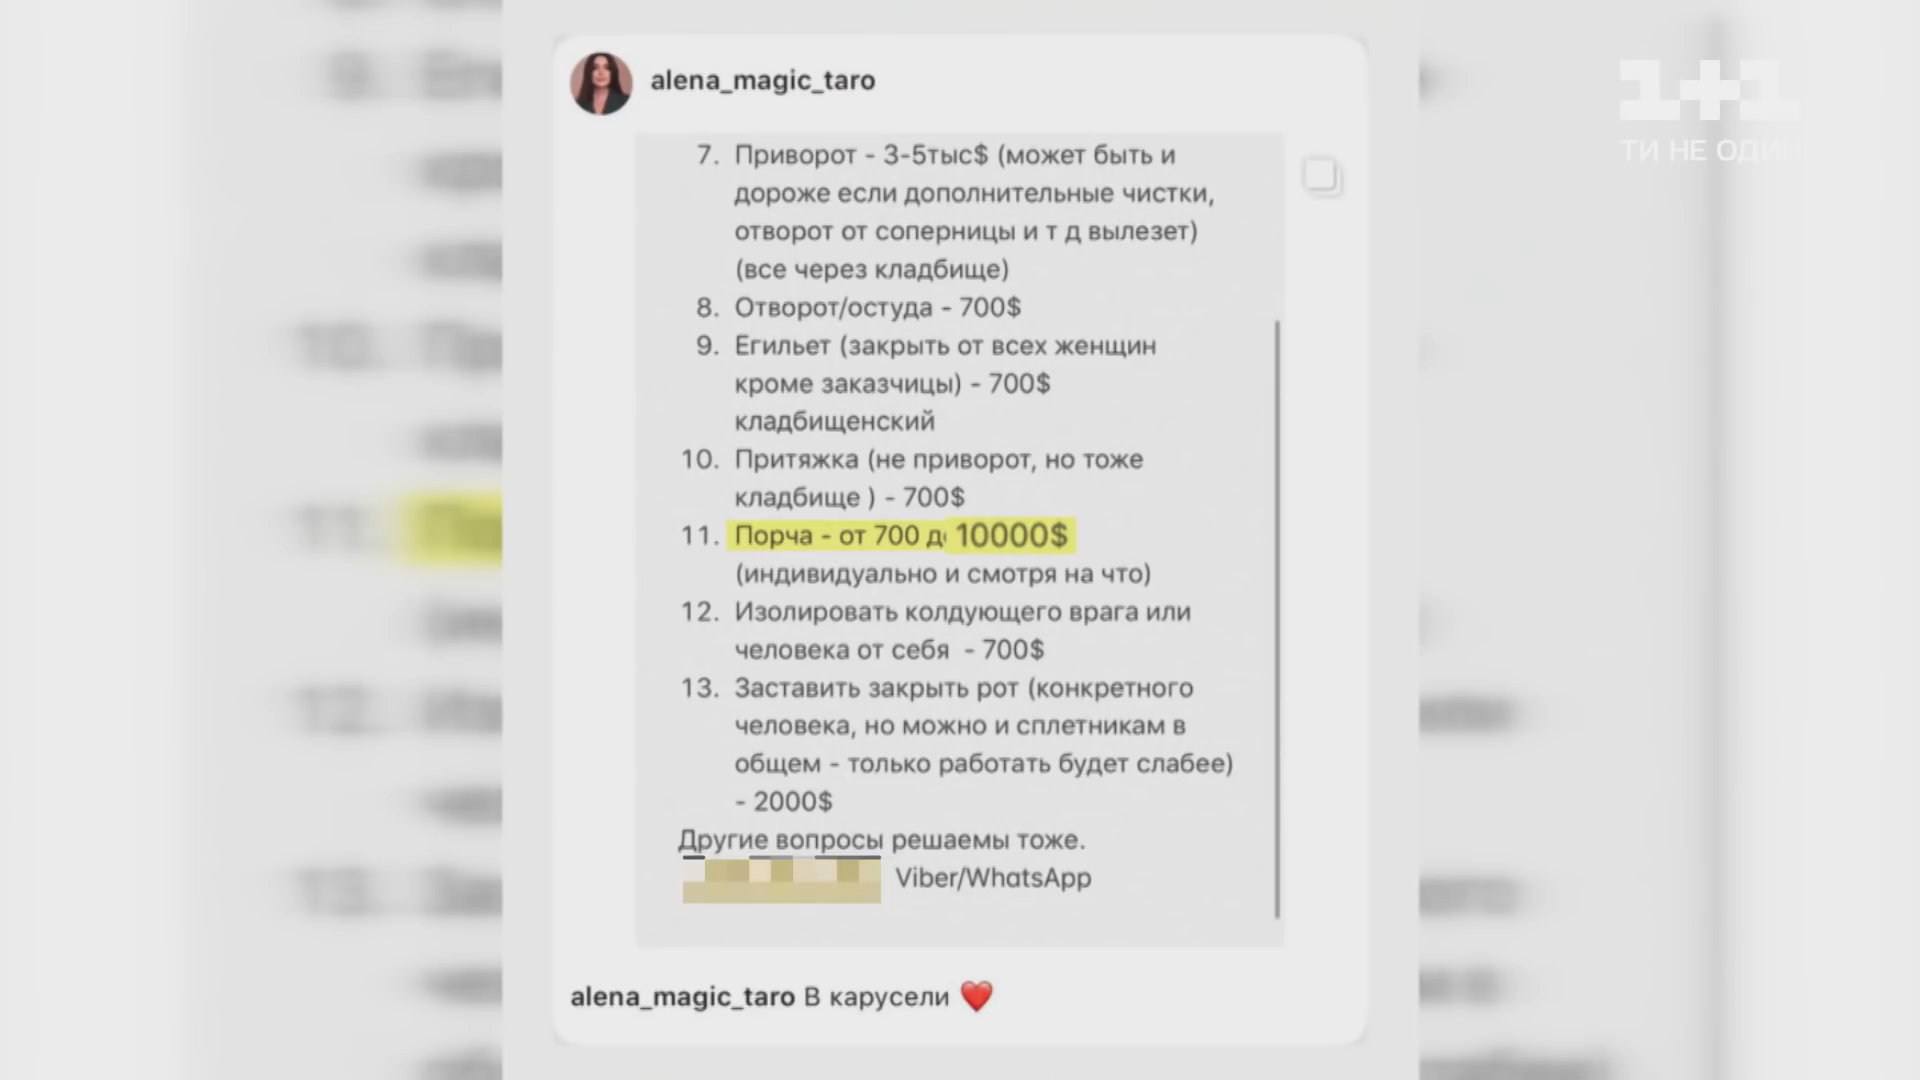 alena_magic_taro
1+1
ТИ НЕ ОДИН
7. Приворот - 3-5тыс$ (может быть и
дороже если дополнительные чистки,
отворот от соперницы и т д вылезет)
(все через кладбище)
8. Отворот/остуда - 700$
9. Егильет (закрыть от всех женщин
кроме заказчицы) - 700$
кладбищенский
10. Притяжка (не приворот, но тоже
кладбище ) - 700$
11. Порча - от 700 до 10000$
(индивидуально и смотря на что)
12. Изолировать колдующего врага или
человека от себя - 700$
13. Заставить закрыть рот (конкретного
человека, но можно и сплетникам в
общем - только работать будет слабее)
- 2000$
Другие вопросы решаемы тоже.
Viber/WhatsApp
alena_magic_taro В карусели ❤️